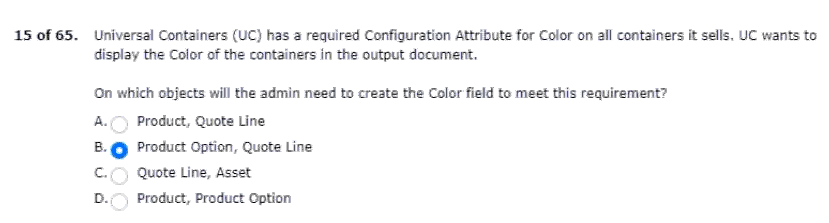 15 of 65. Universal Containers (UC) has a required Configuration Attribute for Color on all containers it sells. UC wants to
display the Color of the containers in the output document.
On which objects will the admin need to create the Color field to meet this requirement?
A. Product, Quote Line
B. Product Option, Quote Line
C. Quote Line, Asset
D. Product, Product Option